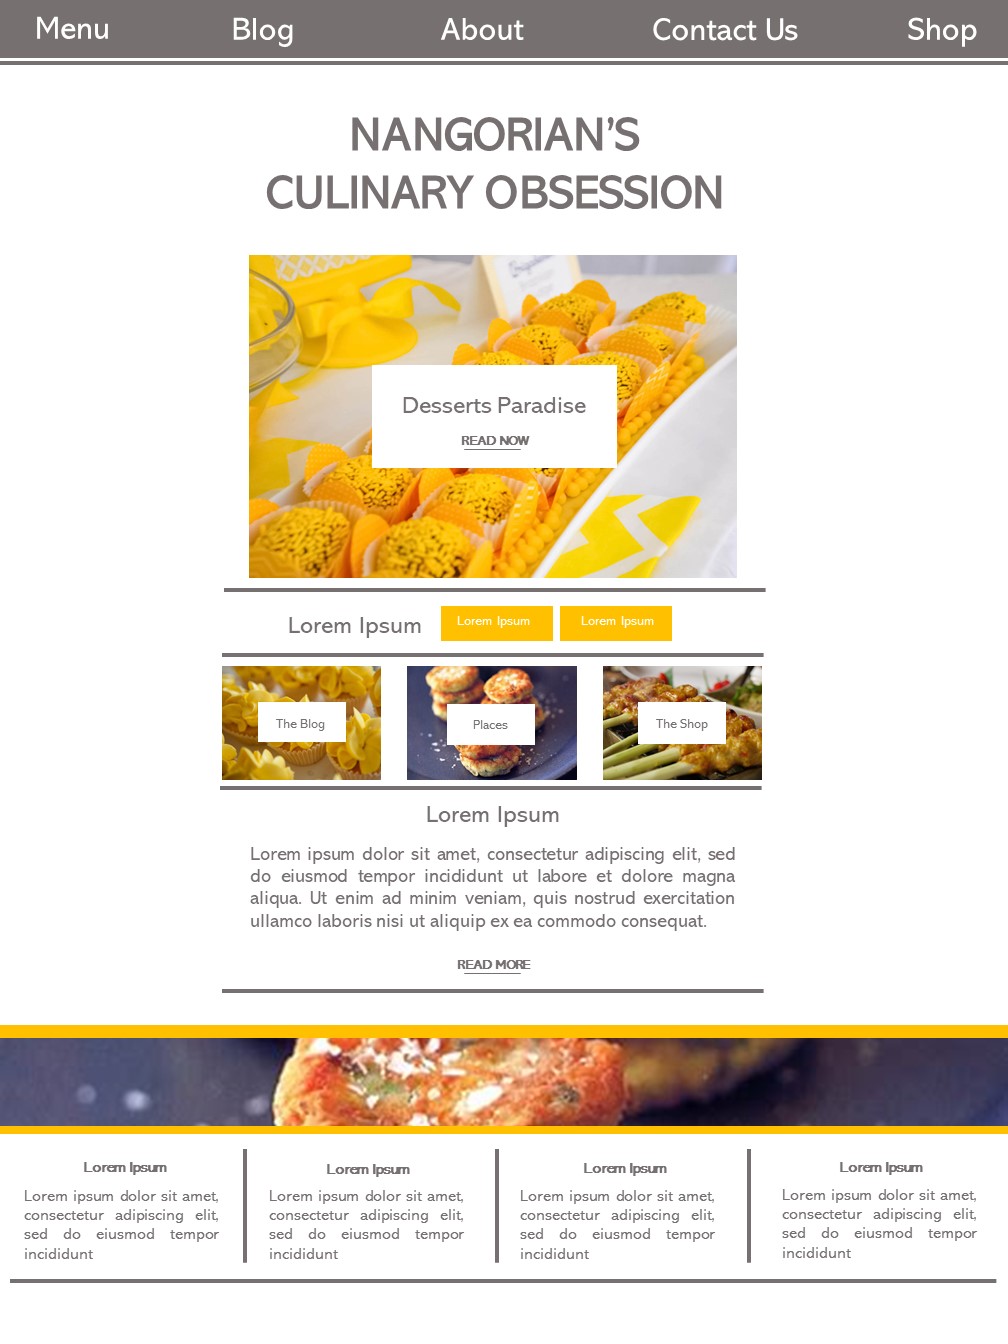 Menu Blog About Contact Us Shop
NANGORIAN’S
CULINARY OBSESSION
Desserts Paradise
READ NOW
Lorem Ipsum Lorem Ipsum Lorem Ipsum
The Blog Places The Shop
Lorem Ipsum
Lorem ipsum dolor sit amet, consectetur adipiscing elit, sed
do eiusmod tempor incididunt ut labore et dolore magna
aliqua. Ut enim ad minim veniam, quis nostrud exercitation
ullamco laboris nisi ut aliquip ex ea commodo consequat.
READ MORE
Lorem Ipsum
Lorem ipsum dolor sit amet,
consectetur adipiscing elit,
sed do eiusmod tempor
incididunt
Lorem Ipsum
Lorem ipsum dolor sit amet,
consectetur adipiscing elit,
sed do eiusmod tempor
incididunt
Lorem Ipsum
Lorem ipsum dolor sit amet,
consectetur adipiscing elit,
sed do eiusmod tempor
incididunt
Lorem Ipsum
Lorem ipsum dolor sit amet,
consectetur adipiscing elit,
sed do eiusmod tempor
incididunt